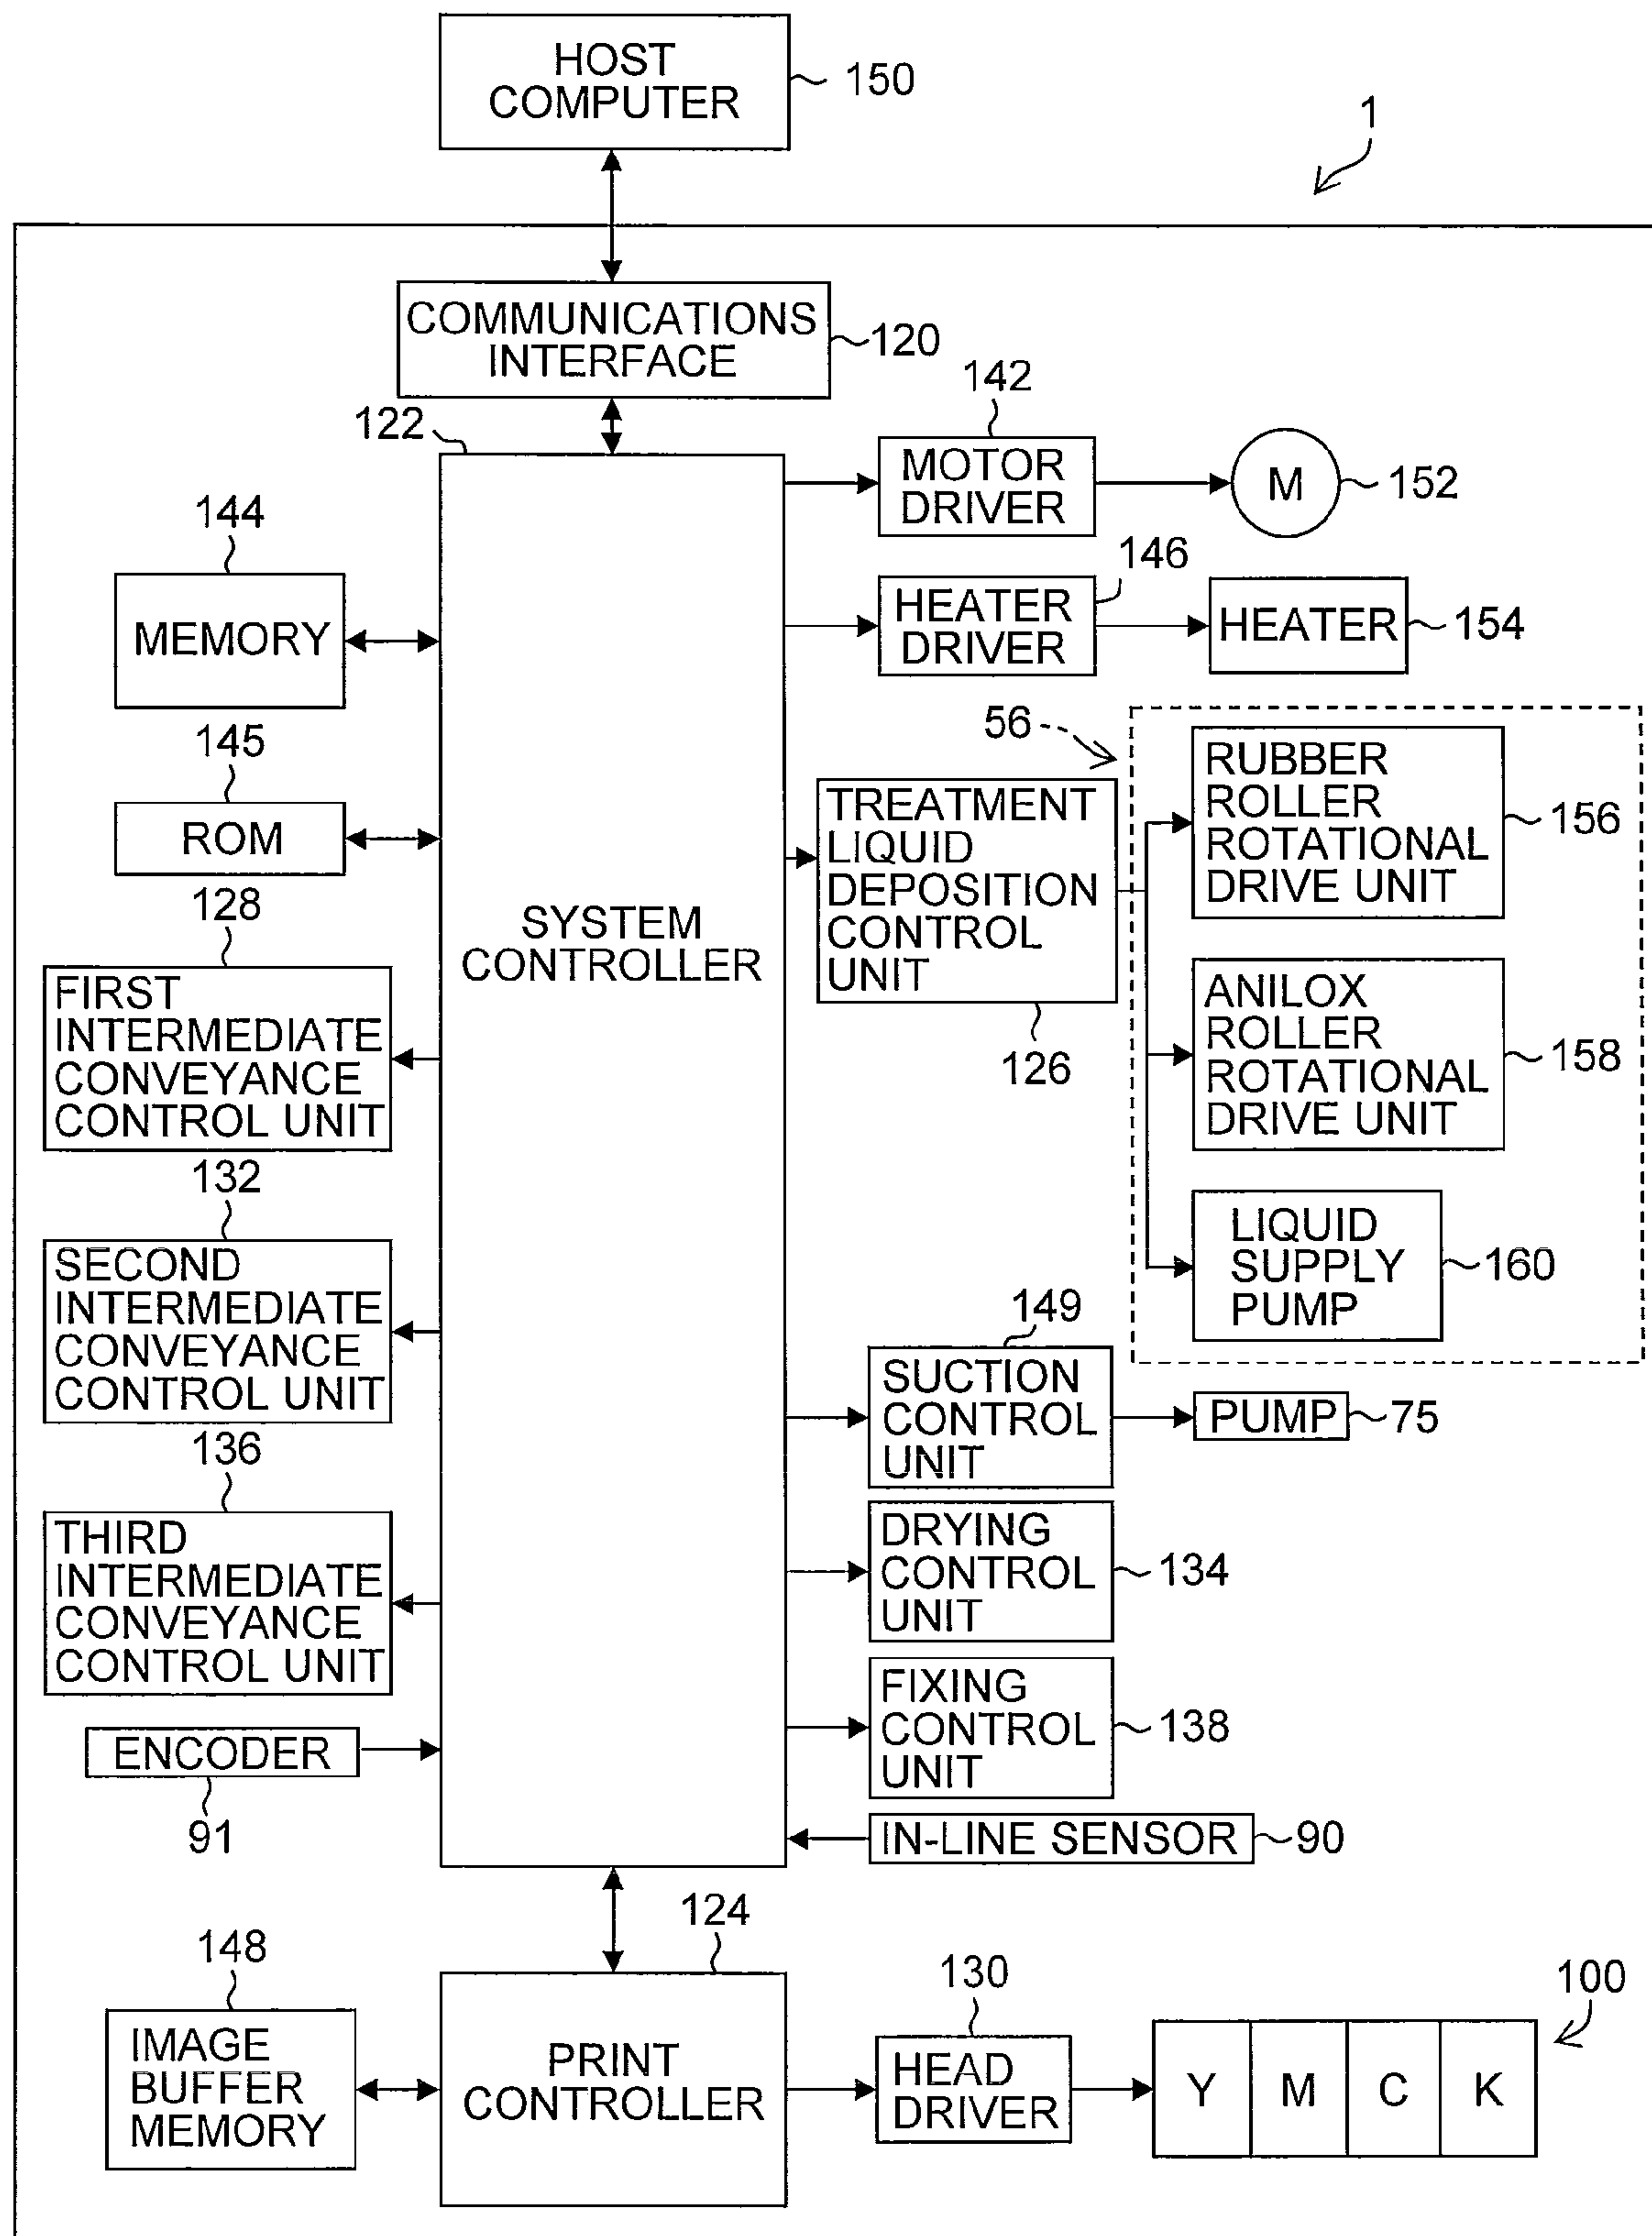 HOST
COMPUTER
150
1
COMMUNICATIONS
INTERFACE
120
122
142
MOTOR
DRIVER
M
152
144
MEMORY
146
HEATER
DRIVER
HEATER
154
145
ROM
56
RUBBER
ROLLER
ROTATIONAL
DRIVE UNIT
156
TREATMENT
LIQUID
DEPOSITION
CONTROL
UNIT
126
SYSTEM
CONTROLLER
128
FIRST
INTERMEDIATE
CONVEYANCE
CONTROL UNIT
ANILOX
ROLLER
ROTATIONAL
DRIVE UNIT
158
132
SECOND
INTERMEDIATE
CONVEYANCE
CONTROL UNIT
LIQUID
SUPPLY
PUMP
160
149
SUCTION
CONTROL
UNIT
PUMP
75
136
THIRD
INTERMEDIATE
CONVEYANCE
CONTROL UNIT
DRYING
CONTROL
UNIT
134
FIXING
CONTROL
UNIT
138
ENCODER
91
IN-LINE SENSOR
90
124
148
IMAGE
BUFFER
MEMORY
PRINT
CONTROLLER
130
HEAD
DRIVER
100
Y M C K